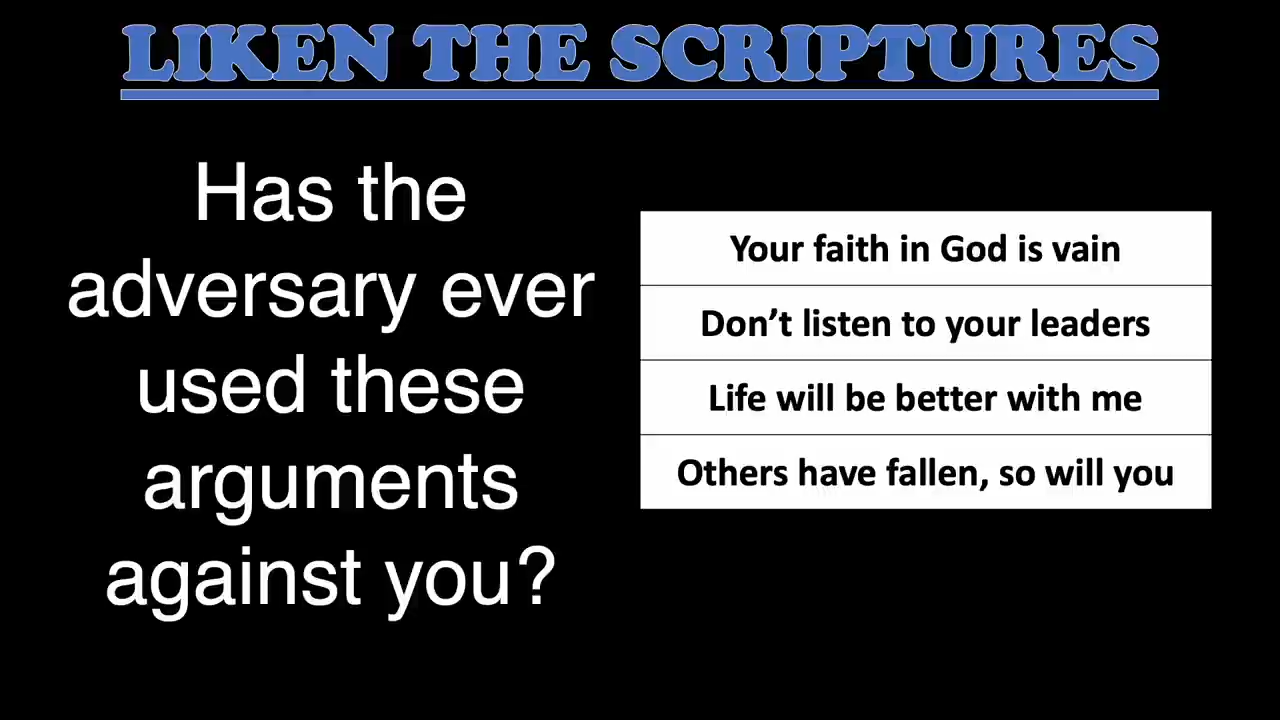 LIKEN THE SCRIPTURES
Has the
adversary ever
used these
arguments
against you?
Your faith in God is vain
Don’t listen to your leaders
Life will be better with me
Others have fallen, so will you